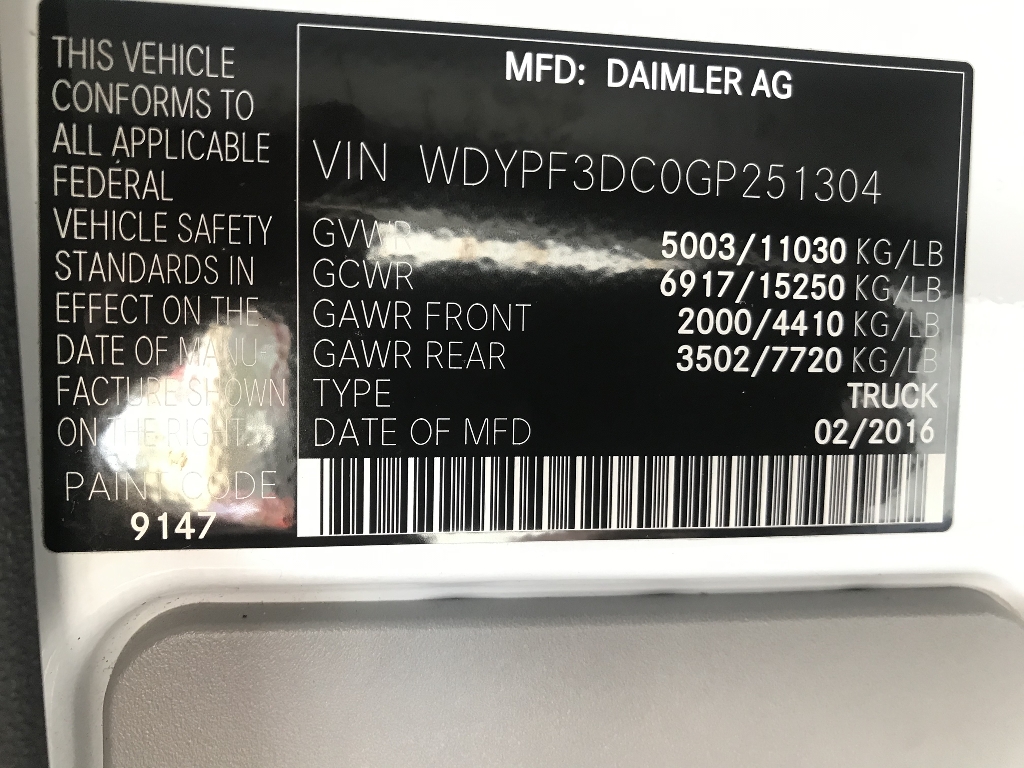 THIS VEHICLE
CONFORMS TO
ALL APPLICABLE
FEDERAL
VEHICLE SAFETY
STANDARDS IN
EFFECT ON THE
DATE OF MANU-
FACTURE SHOWN
ON THE RIGHT.
PAINT CODE
9147
MFD: DAIMLER AG
VIN WDYPF3DC0GP251304
GVWR 5003/11030 KG/LB
GCWR 6917/15250 KG/LB
GAWR FRONT 2000/4410 KG/LB
GAWR REAR 3502/7720 KG/LB
TYPE TRUCK
DATE OF MFD 02/2016